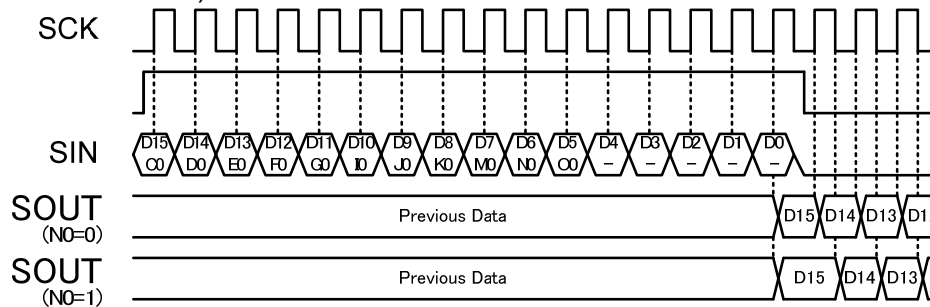 SCK
SIN
D15 D14 D13 D12 D11 D10 D9 D8 D7 D6 D5 D4 D3 D2 D1 D0
C0 D0 E0 F0 G0 I0 J0 K0 M0 N0 O0 - - - - -
SOUT
(N0=0)
Previous Data D15 D14 D13
SOUT
(N0=1)
Previous Data D15 D14 D13